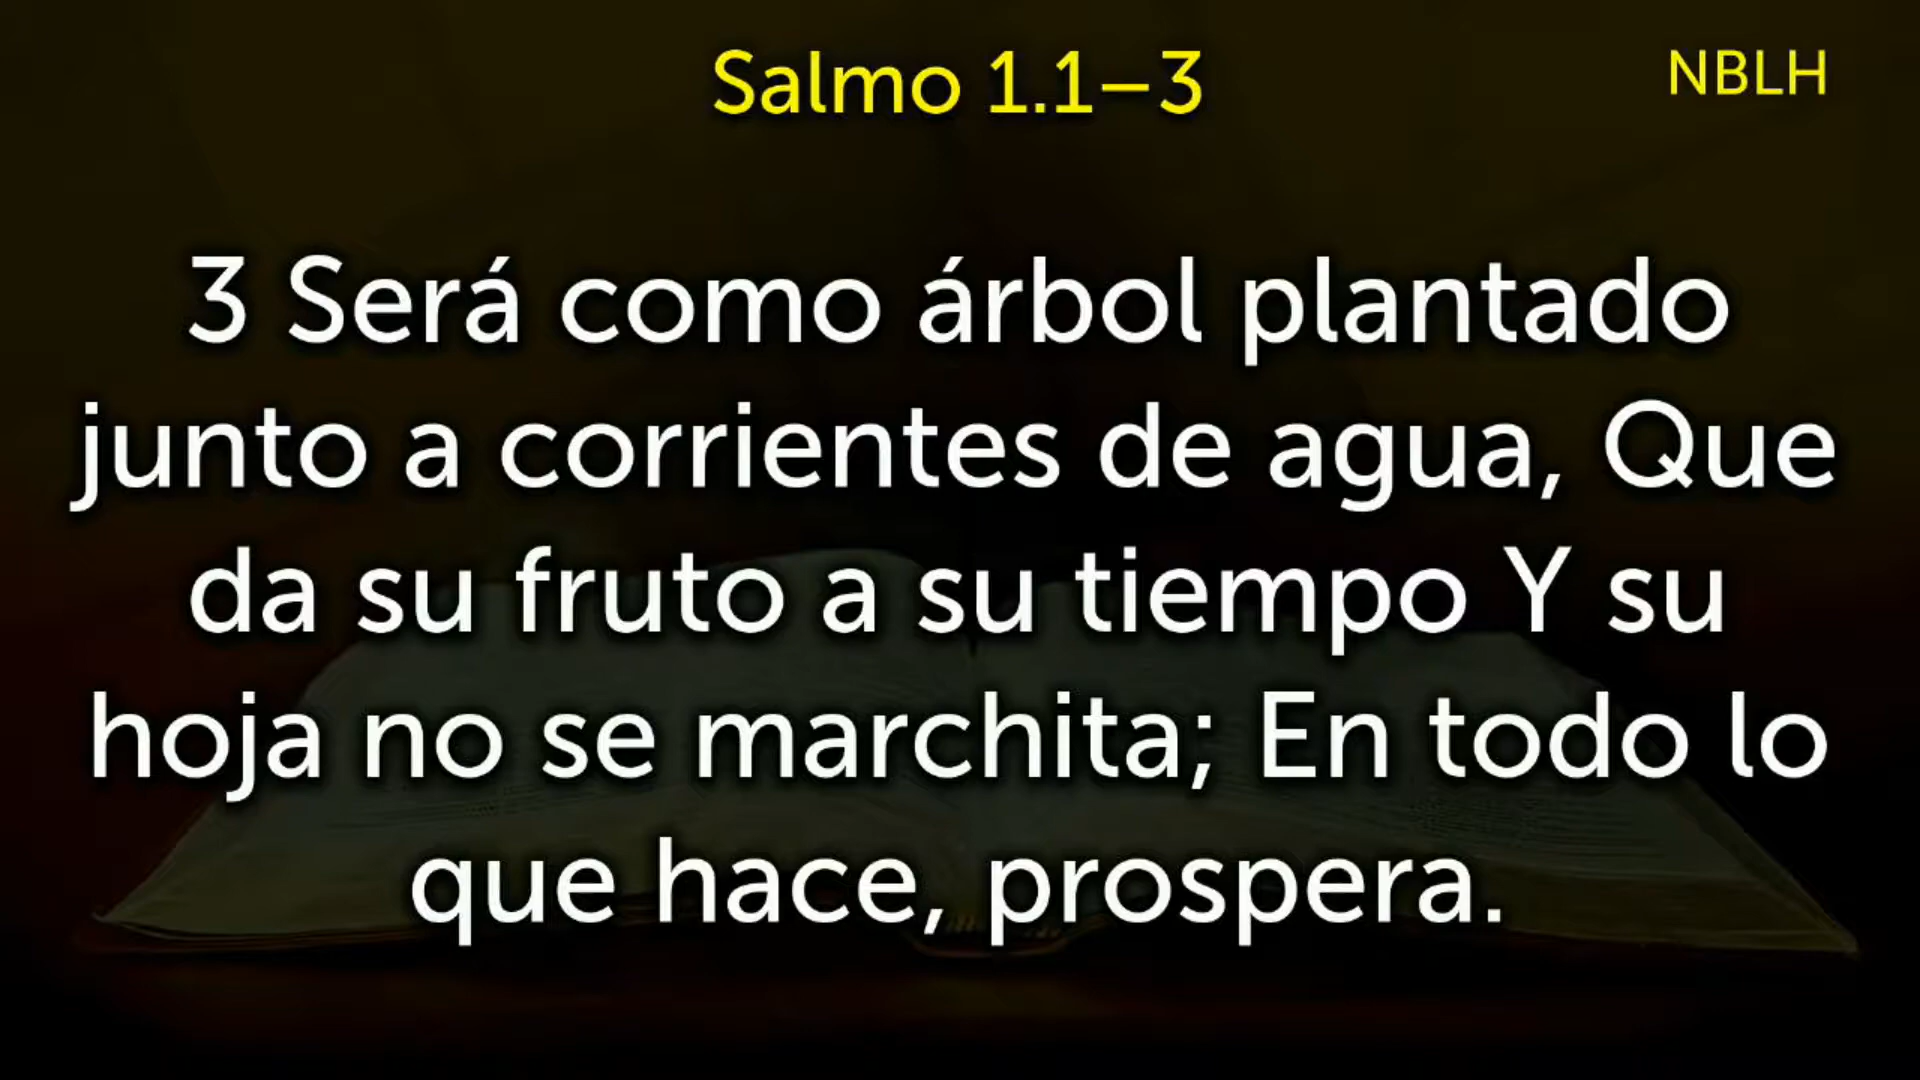 Salmo 1.1–3
NBLH
3 Será como árbol plantado
junto a corrientes de agua, Que
da su fruto a su tiempo Y su
hoja no se marchita; En todo lo
que hace, prospera.